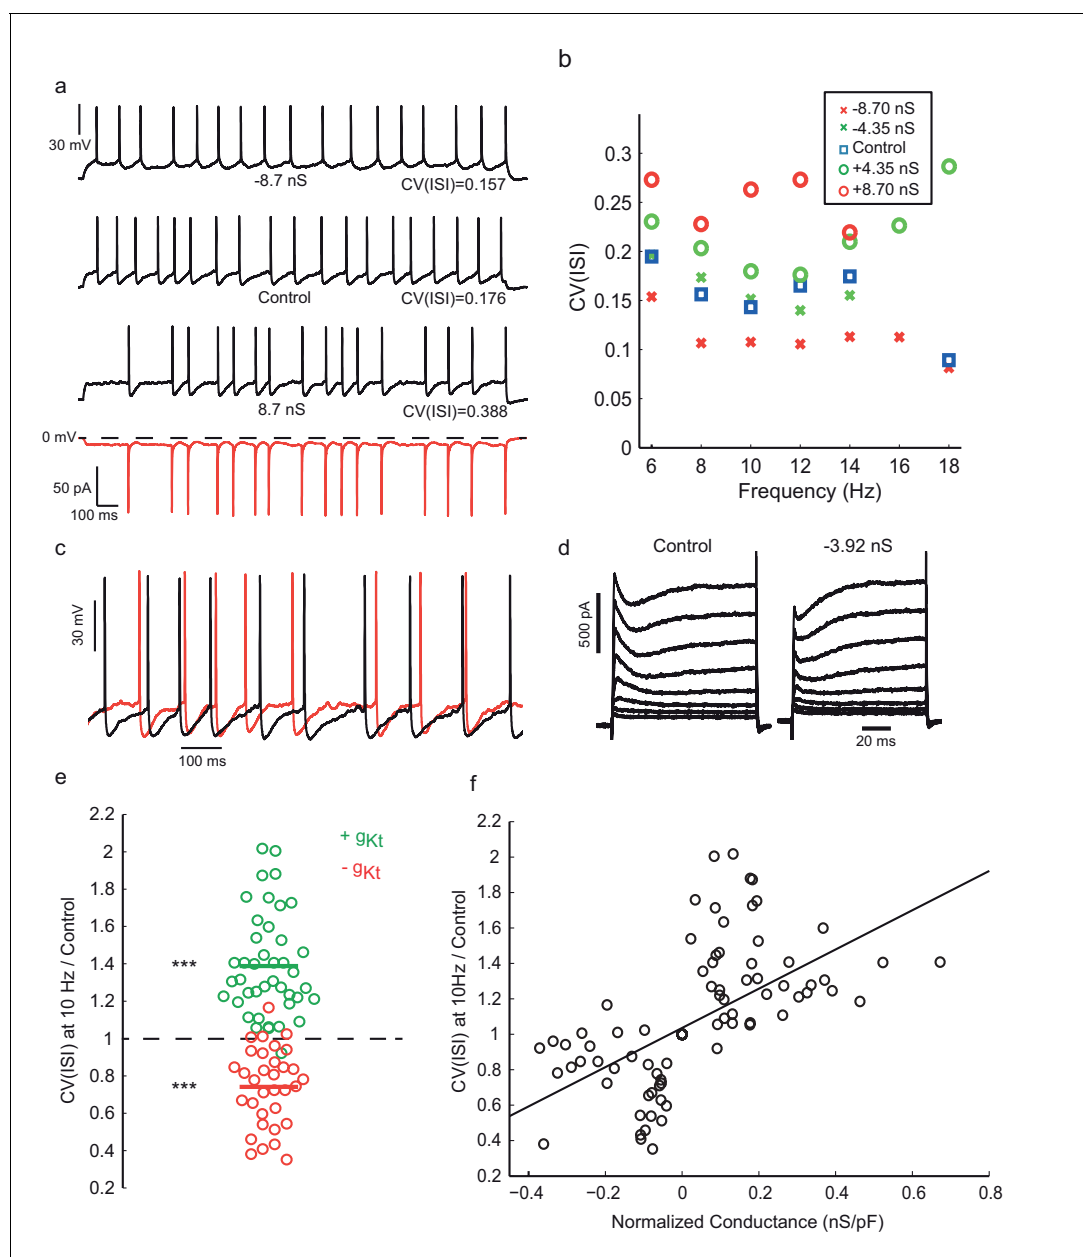 a
30 mV
-8.7 nS
CV(ISI)=0.157
Control
CV(ISI)=0.176
8.7 nS
CV(ISI)=0.388
0 mV
50 pA
100 ms
b
-8.70 nS
-4.35 nS
Control
+4.35 nS
+8.70 nS
CV(ISI)
0.3
0.25
0.2
0.15
0.1
0.05
0
6 8 10 12 14 16 18
Frequency (Hz)
c
30 mV
100 ms
d
Control
-3.92 nS
500 pA
20 ms
e
CV(ISI) at 10 Hz / Control
2.2
2
1.8
1.6
1.4
1.2
1
0.8
0.6
0.4
0.2
+ gKt
- gKt
***
***
f
CV(ISI) at 10Hz / Control
2.2
2
1.8
1.6
1.4
1.2
1
0.8
0.6
0.4
0.2
−0.4 −0.2 0 0.2 0.4 0.6 0.8
Normalized Conductance (nS/pF)